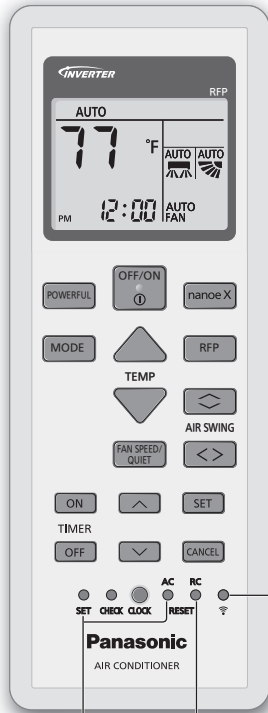 INVERTER
RFP
AUTO
77 °F
AUTO AUTO
PM 12:00 AUTO
FAN
OFF/ON
POWERFUL
nanoe X
MODE
RFP
TEMP
AIR SWING
FAN SPEED/
QUIET
ON
SET
TIMER
OFF
CANCEL
AC RC
SET CHECK CLOCK RESET
Panasonic
AIR CONDITIONER